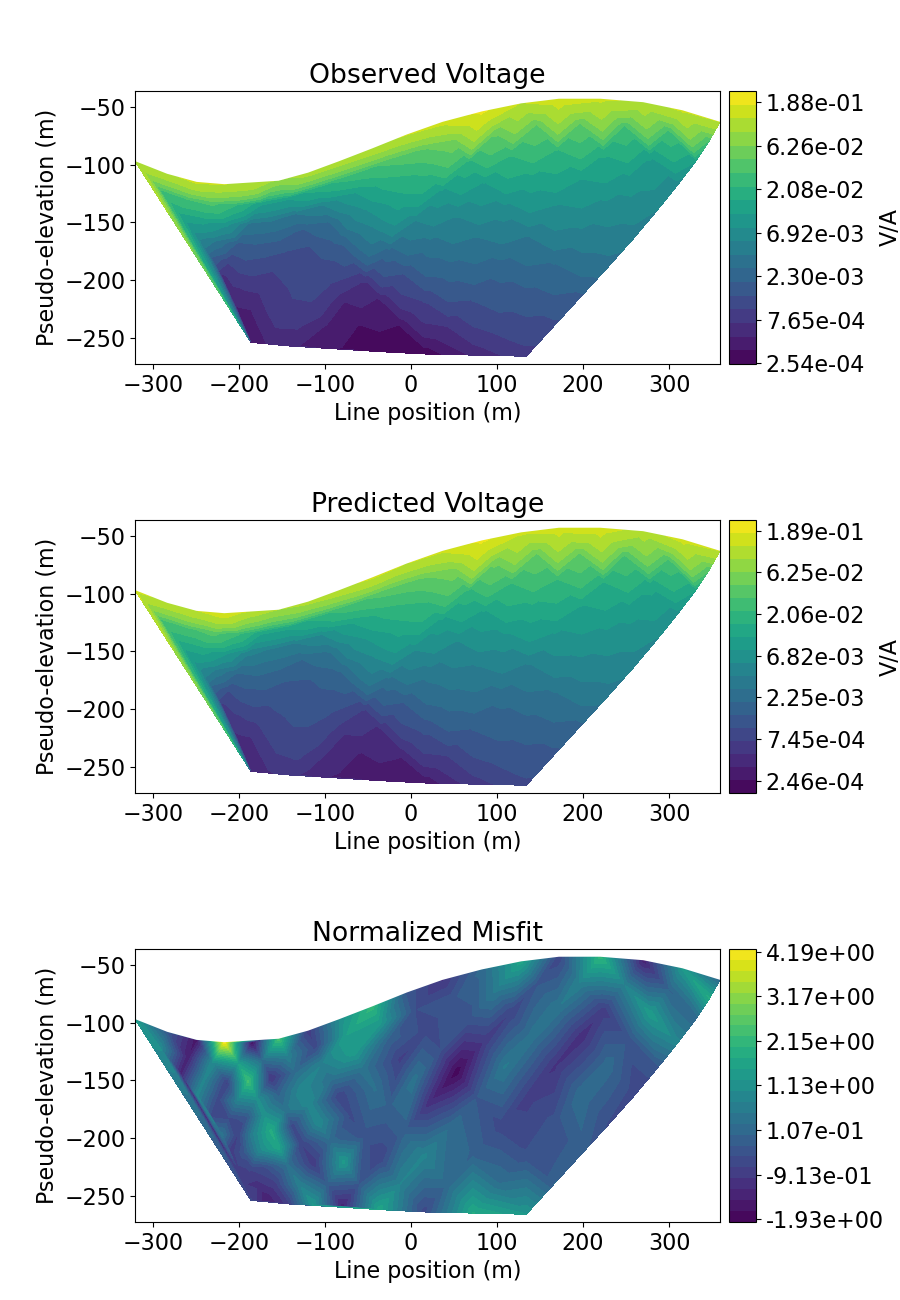 Observed Voltage
Pseudo-elevation (m)
−50
−100
−150
−200
−250
−300 −200 −100 0 100 200 300
Line position (m)
1.88e-01
6.26e-02
2.08e-02
6.92e-03
2.30e-03
7.65e-04
2.54e-04
V/A
Predicted Voltage
Pseudo-elevation (m)
−50
−100
−150
−200
−250
−300 −200 −100 0 100 200 300
Line position (m)
1.89e-01
6.25e-02
2.06e-02
6.82e-03
2.25e-03
7.45e-04
2.46e-04
V/A
Normalized Misfit
Pseudo-elevation (m)
−50
−100
−150
−200
−250
−300 −200 −100 0 100 200 300
Line position (m)
4.19e+00
3.17e+00
2.15e+00
1.13e+00
1.07e-01
-9.13e-01
-1.93e+00